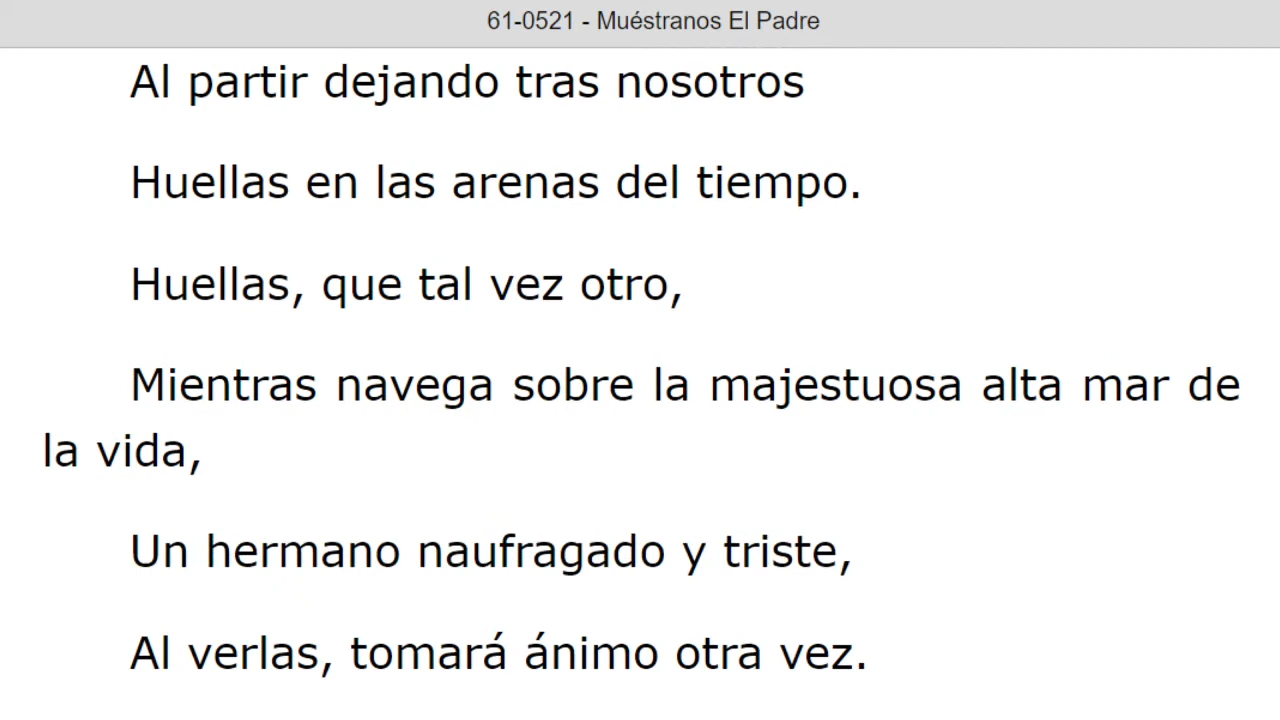 61-0521 - Muéstranos El Padre
Al partir dejando tras nosotros
Huellas en las arenas del tiempo.
Huellas, que tal vez otro,
Mientras navega sobre la majestuosa alta mar de
la vida,
Un hermano naufragado y triste,
Al verlas, tomará ánimo otra vez.